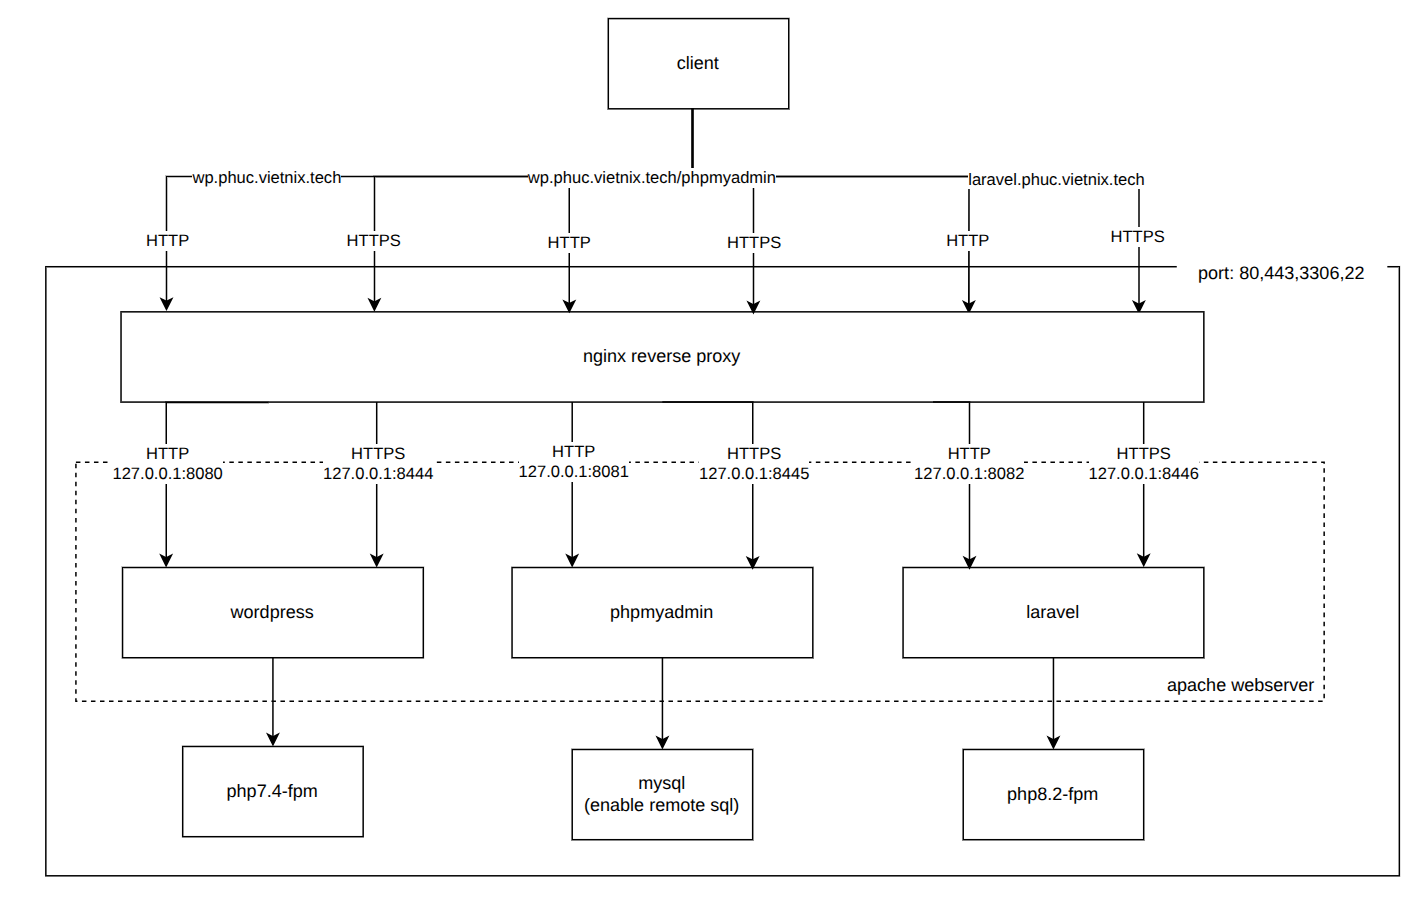 client
wp.phuc.vietnix.tech
wp.phuc.vietnix.tech/phpmyadmin
laravel.phuc.vietnix.tech
HTTP
HTTPS
HTTP
HTTPS
HTTP
HTTPS
port: 80,443,3306,22
nginx reverse proxy
HTTP
127.0.0.1:8080
HTTPS
127.0.0.1:8444
HTTP
127.0.0.1:8081
HTTPS
127.0.0.1:8445
HTTP
127.0.0.1:8082
HTTPS
127.0.0.1:8446
wordpress
phpmyadmin
laravel
apache webserver
php7.4-fpm
mysql
(enable remote sql)
php8.2-fpm